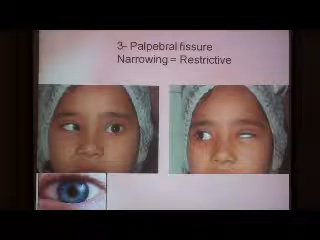 3- Palpebral fissure
Narrowing = Restrictive